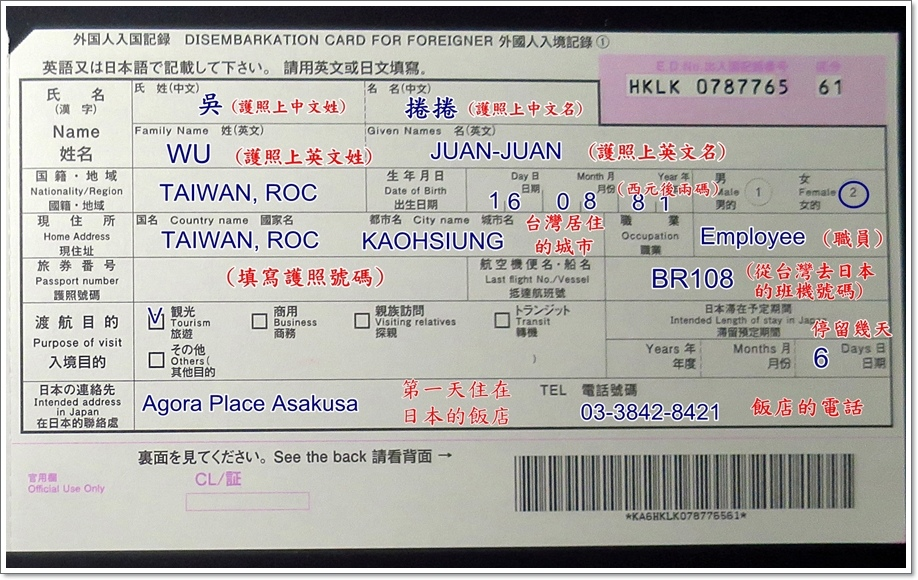 外国人入国記録 DISEMBARKATION CARD FOR FOREIGNER 外國人入境記錄①
英語又は日本語で記載して下さい。 請用英文或日文填寫。
E.D.No.出入国記録番号 区分
HKLK 0787765 61
氏 名
(漢 字)
Name
姓名
氏 姓(中文)
吳 (護照上中文姓)
名 名(中文)
捲捲 (護照上中文名)
Family Name 姓(英文)
WU (護照上英文姓)
Given Names 名(英文)
JUAN-JUAN (護照上英文名)
国籍・地域
Nationality/Region
國籍・地域
TAIWAN, ROC
生年月日
Date of Birth
出生日期
Day 日 Month 月 Year 年
日期 月份
16 08 81 (西元後兩碼)
男
Male 1
男的
女
Female 2
女的
現 住 所
Home Address
現住址
国名 Country name 國家名
TAIWAN, ROC
都市名 City name 城市名
KAOHSIUNG 台灣居住
的城市
職 業
Occupation
職業
Employee (職員)
旅券番号
Passport number
護照號碼
(填寫護照號碼)
航空機便名・船名
Last flight No./Vessel
抵達航班號
BR108 (從台灣去日本
的班機號碼)
渡航目的
Purpose of visit
入境目的
V 観光
Tourism
旅遊
商用
Business
商務
親族訪問
Visiting relatives
探親
トランジット
Transit
轉機
その他
Others ( )
其他目的
日本滞在予定期間
Intended Length of stay in Japan
滯留預定期間
停留幾天
Years 年
年度
Months 月
月份
6 Days 日
日期
日本の連絡先
Intended address
in Japan
在日本的聯絡處
Agora Place Asakusa
第一天住在
日本的飯店
TEL 電話號碼
03-3842-8421 飯店的電話
裏面を見てください。 See the back 請看背面 →
官用欄
Official Use Only
CL/証
*KA6HKLK078776561*